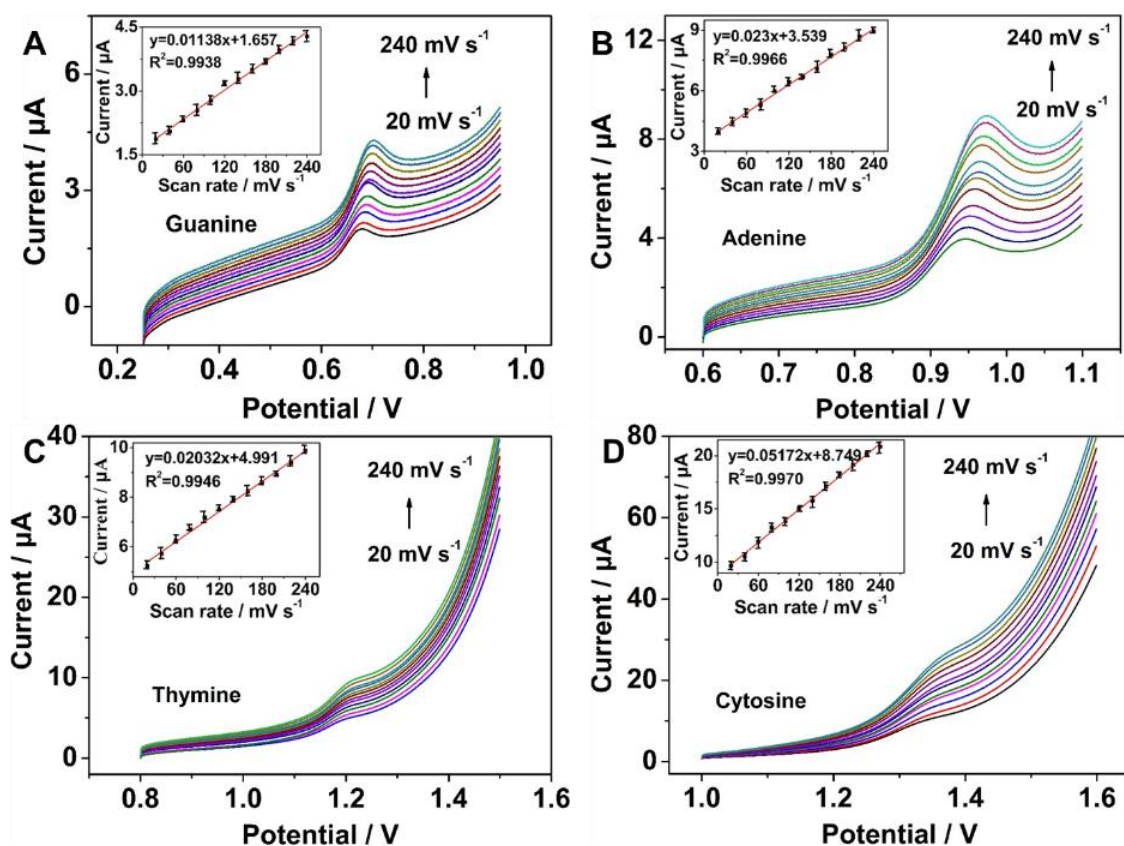 A
y=0.01138x+1.657
R²=0.9938
Current / μA
4.5
3.0
1.5
0 60 120 180 240
Scan rate / mV s⁻¹
240 mV s⁻¹
20 mV s⁻¹
Guanine
Current / μA
6
3
0
0.2 0.4 0.6 0.8 1.0
Potential / V
B
y=0.023x+3.539
R²=0.9966
Current / μA
9
6
3
0 60 120 180 240
Scan rate / mV s⁻¹
240 mV s⁻¹
20 mV s⁻¹
Adenine
Current / μA
12
8
4
0
0.6 0.7 0.8 0.9 1.0 1.1
Potential / V
C
y=0.02032x+4.991
R²=0.9946
Current / μA
10
8
6
0 60 120 180 240
Scan rate / mV s⁻¹
240 mV s⁻¹
20 mV s⁻¹
Thymine
Current / μA
40
30
20
10
0
0.8 1.0 1.2 1.4 1.6
Potential / V
D
y=0.05172x+8.749
R²=0.9970
Current / μA
20
15
10
0 60 120 180 240
Scan rate / mV s⁻¹
240 mV s⁻¹
20 mV s⁻¹
Cytosine
Current / μA
80
60
40
20
0
1.0 1.2 1.4 1.6
Potential / V